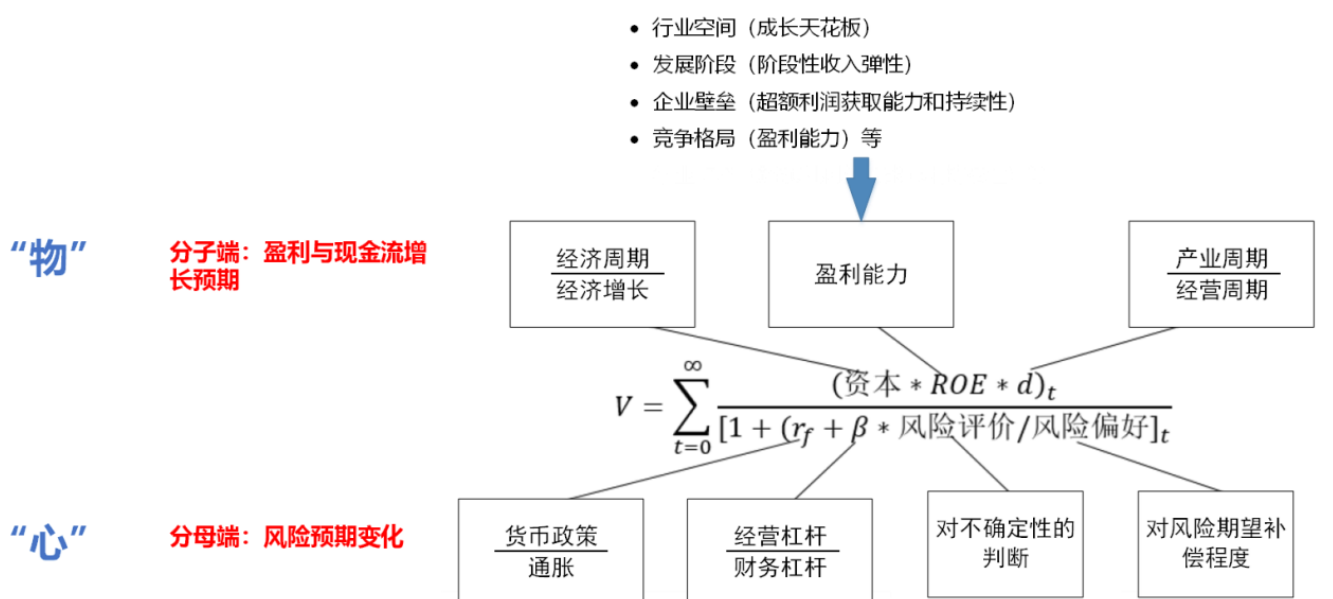 • 行业空间（成长天花板）
• 发展阶段（阶段性收入弹性）
• 企业壁垒（超额利润获取能力和持续性）
• 竞争格局（盈利能力）等
“物”
分子端：盈利与现金流增
长预期
经济周期
经济增长
盈利能力
产业周期
经营周期
∞
(资本 * ROE * d)t
V = ∑
[1 + (rf + β * 风险评价/风险偏好]t
t=0
“心”
分母端：风险预期变化
货币政策
通胀
经营杠杆
财务杠杆
对不确定性的
判断
对风险期望补
偿程度